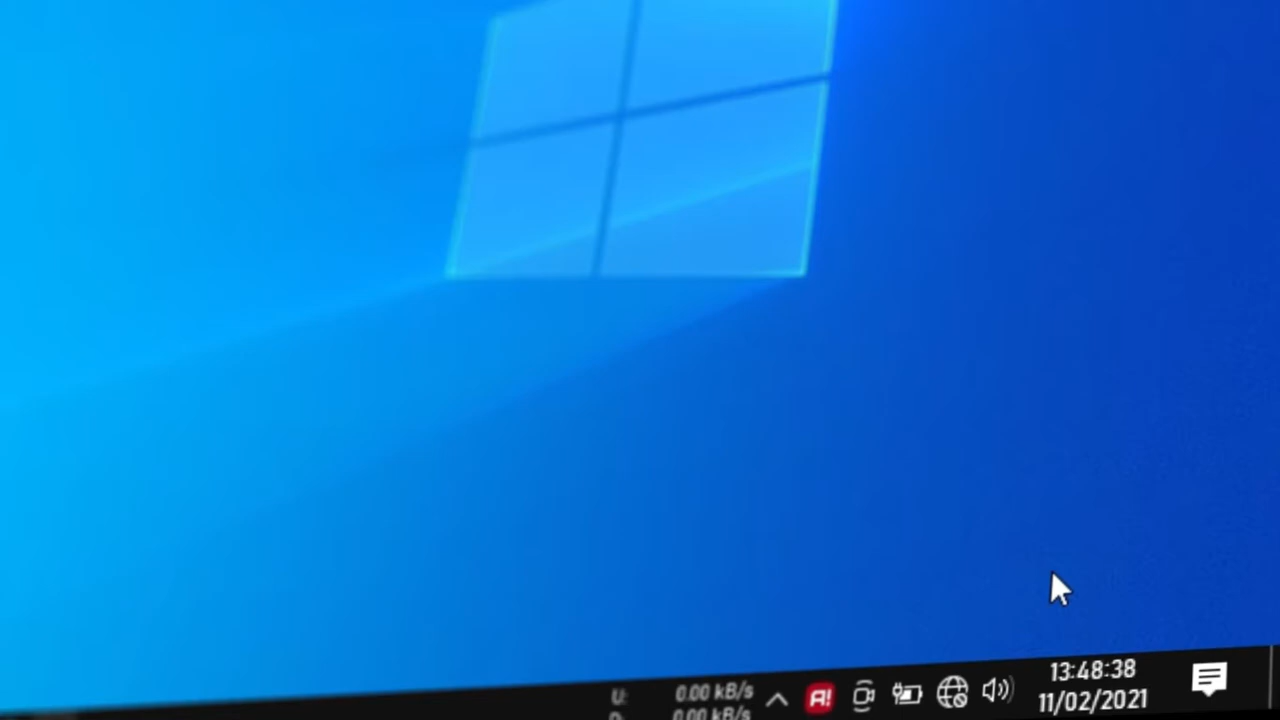 U: 0.00 kB/s
D: 0.00 kB/s
A!
13:48:38
11/02/2021